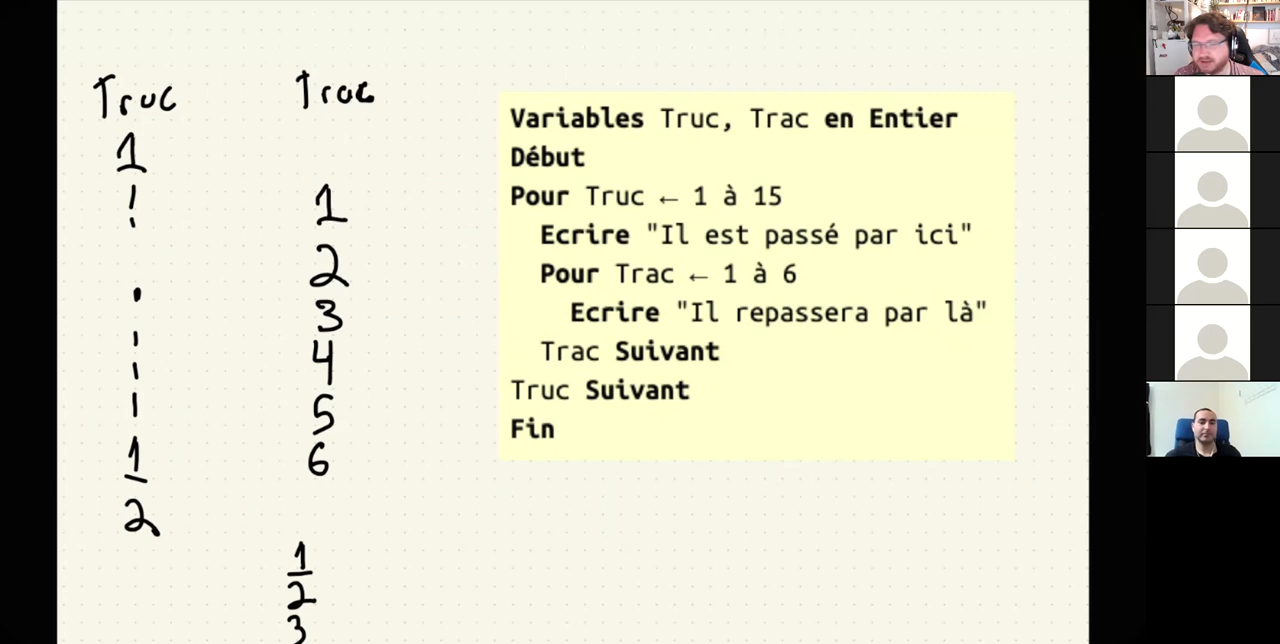 Truc Trac
1
! 1
2
3
4
5
1 6
2
1
2
3
Variables Truc, Trac en Entier
Début
Pour Truc ← 1 à 15
Ecrire "Il est passé par ici"
Pour Trac ← 1 à 6
Ecrire "Il repassera par là"
Trac Suivant
Truc Suivant
Fin